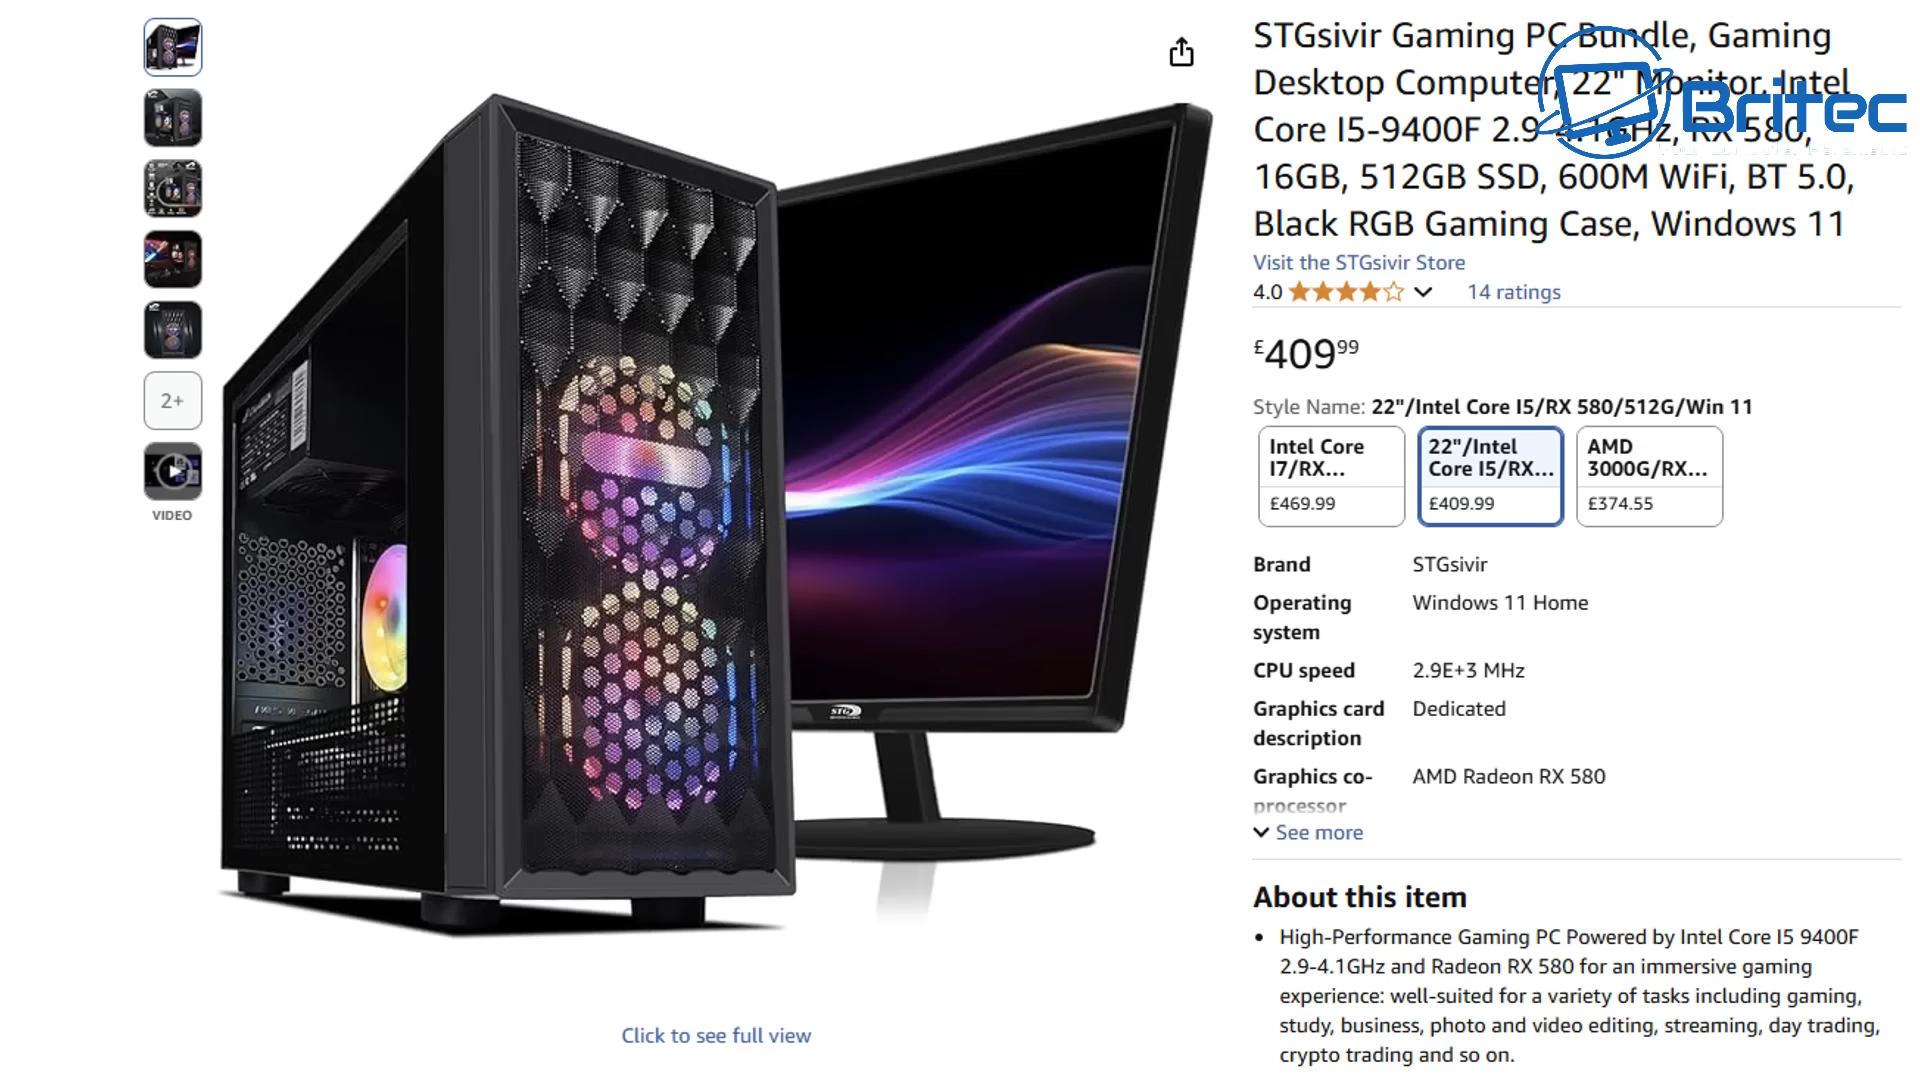 STGsivir Gaming PC Bundle, Gaming
Desktop Computer, 22" Monitor, Intel
Core I5-9400F 2.9-4.1GHz, RX 580,
16GB, 512GB SSD, 600M WiFi, BT 5.0,
Black RGB Gaming Case, Windows 11
Britec
Visit the STGsivir Store
4.0 14 ratings
£409.99
Style Name: 22"/Intel Core I5/RX 580/512G/Win 11
Intel Core
I7/RX...
£469.99
22"/Intel
Core I5/RX...
£409.99
AMD
3000G/RX...
£374.55
Brand STGsivir
Operating
system Windows 11 Home
CPU speed 2.9E+3 MHz
Graphics card
description Dedicated
Graphics co-
processor AMD Radeon RX 580
See more
About this item
• High-Performance Gaming PC Powered by Intel Core I5 9400F
2.9-4.1GHz and Radeon RX 580 for an immersive gaming
experience: well-suited for a variety of tasks including gaming,
study, business, photo and video editing, streaming, day trading,
crypto trading and so on.
2+
VIDEO
STG
Click to see full view